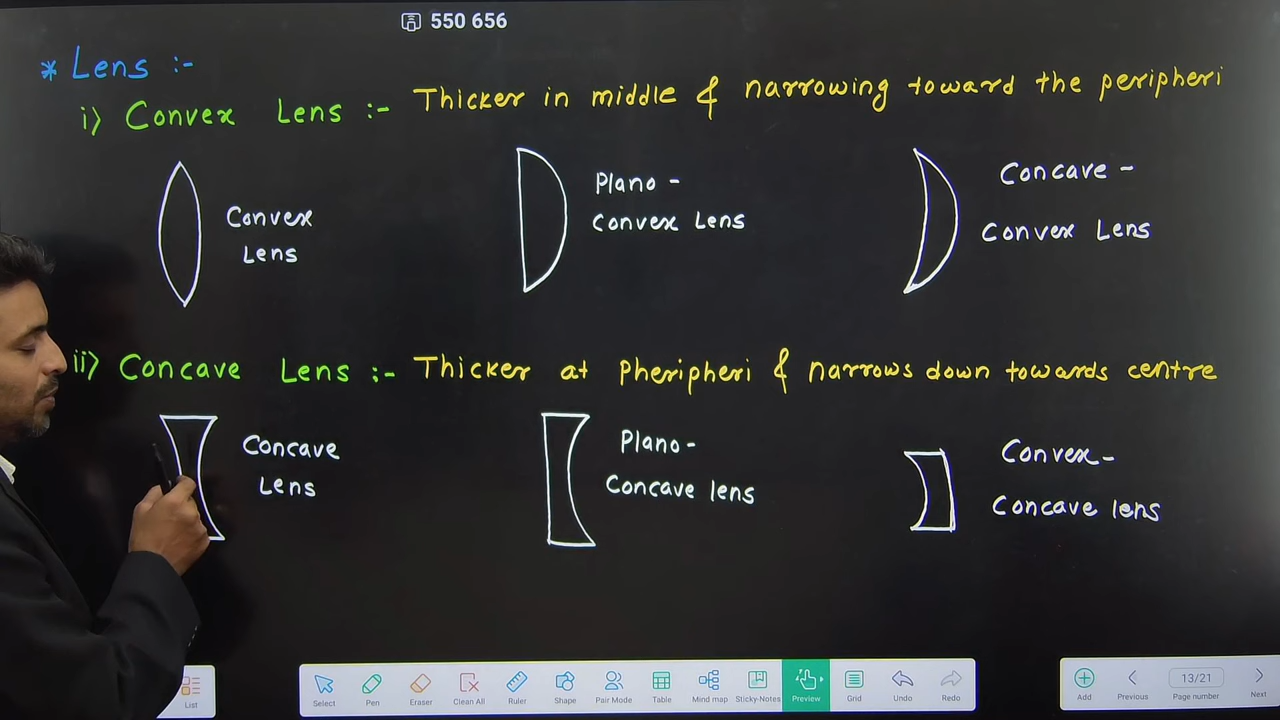 550 656
* Lens :-
i) Convex Lens :- Thicker in middle & narrowing toward the peripheri
Convex
Lens
Plano -
Convex Lens
Concave -
Convex Lens
ii) Concave Lens :- Thicker at Pheripheri & narrows down towards centre
Concave
Lens
Plano-
Concave lens
Convex-
Concave lens
List
Select
Pen
Eraser
Clean All
Ruler
Shape
Pair Mode
Table
Mind map
Sticky-Notes
Preview
Grid
Undo
Redo
Add
Previous
13/21
Page number
Next